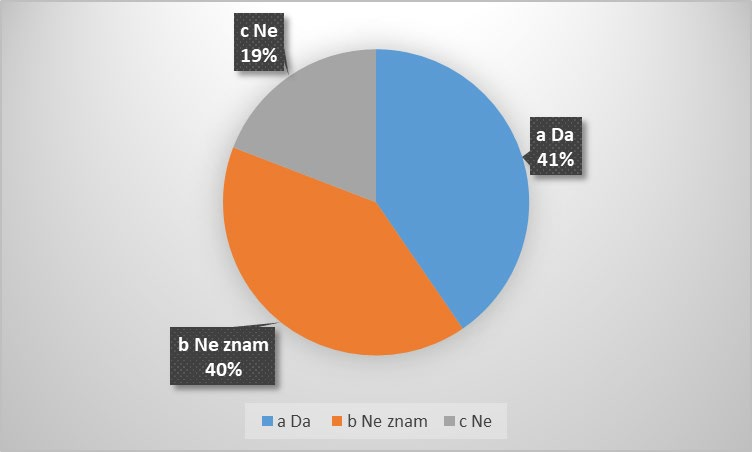 c Ne
19%
a Da
41%
b Ne znam
40%
a Da b Ne znam c Ne